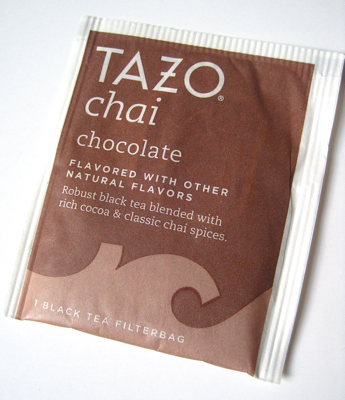 TAZO®
chai
chocolate
FLAVORED WITH OTHER
NATURAL FLAVORS
Robust black tea blended with
rich cocoa & classic chai spices.
1 BLACK TEA FILTERBAG